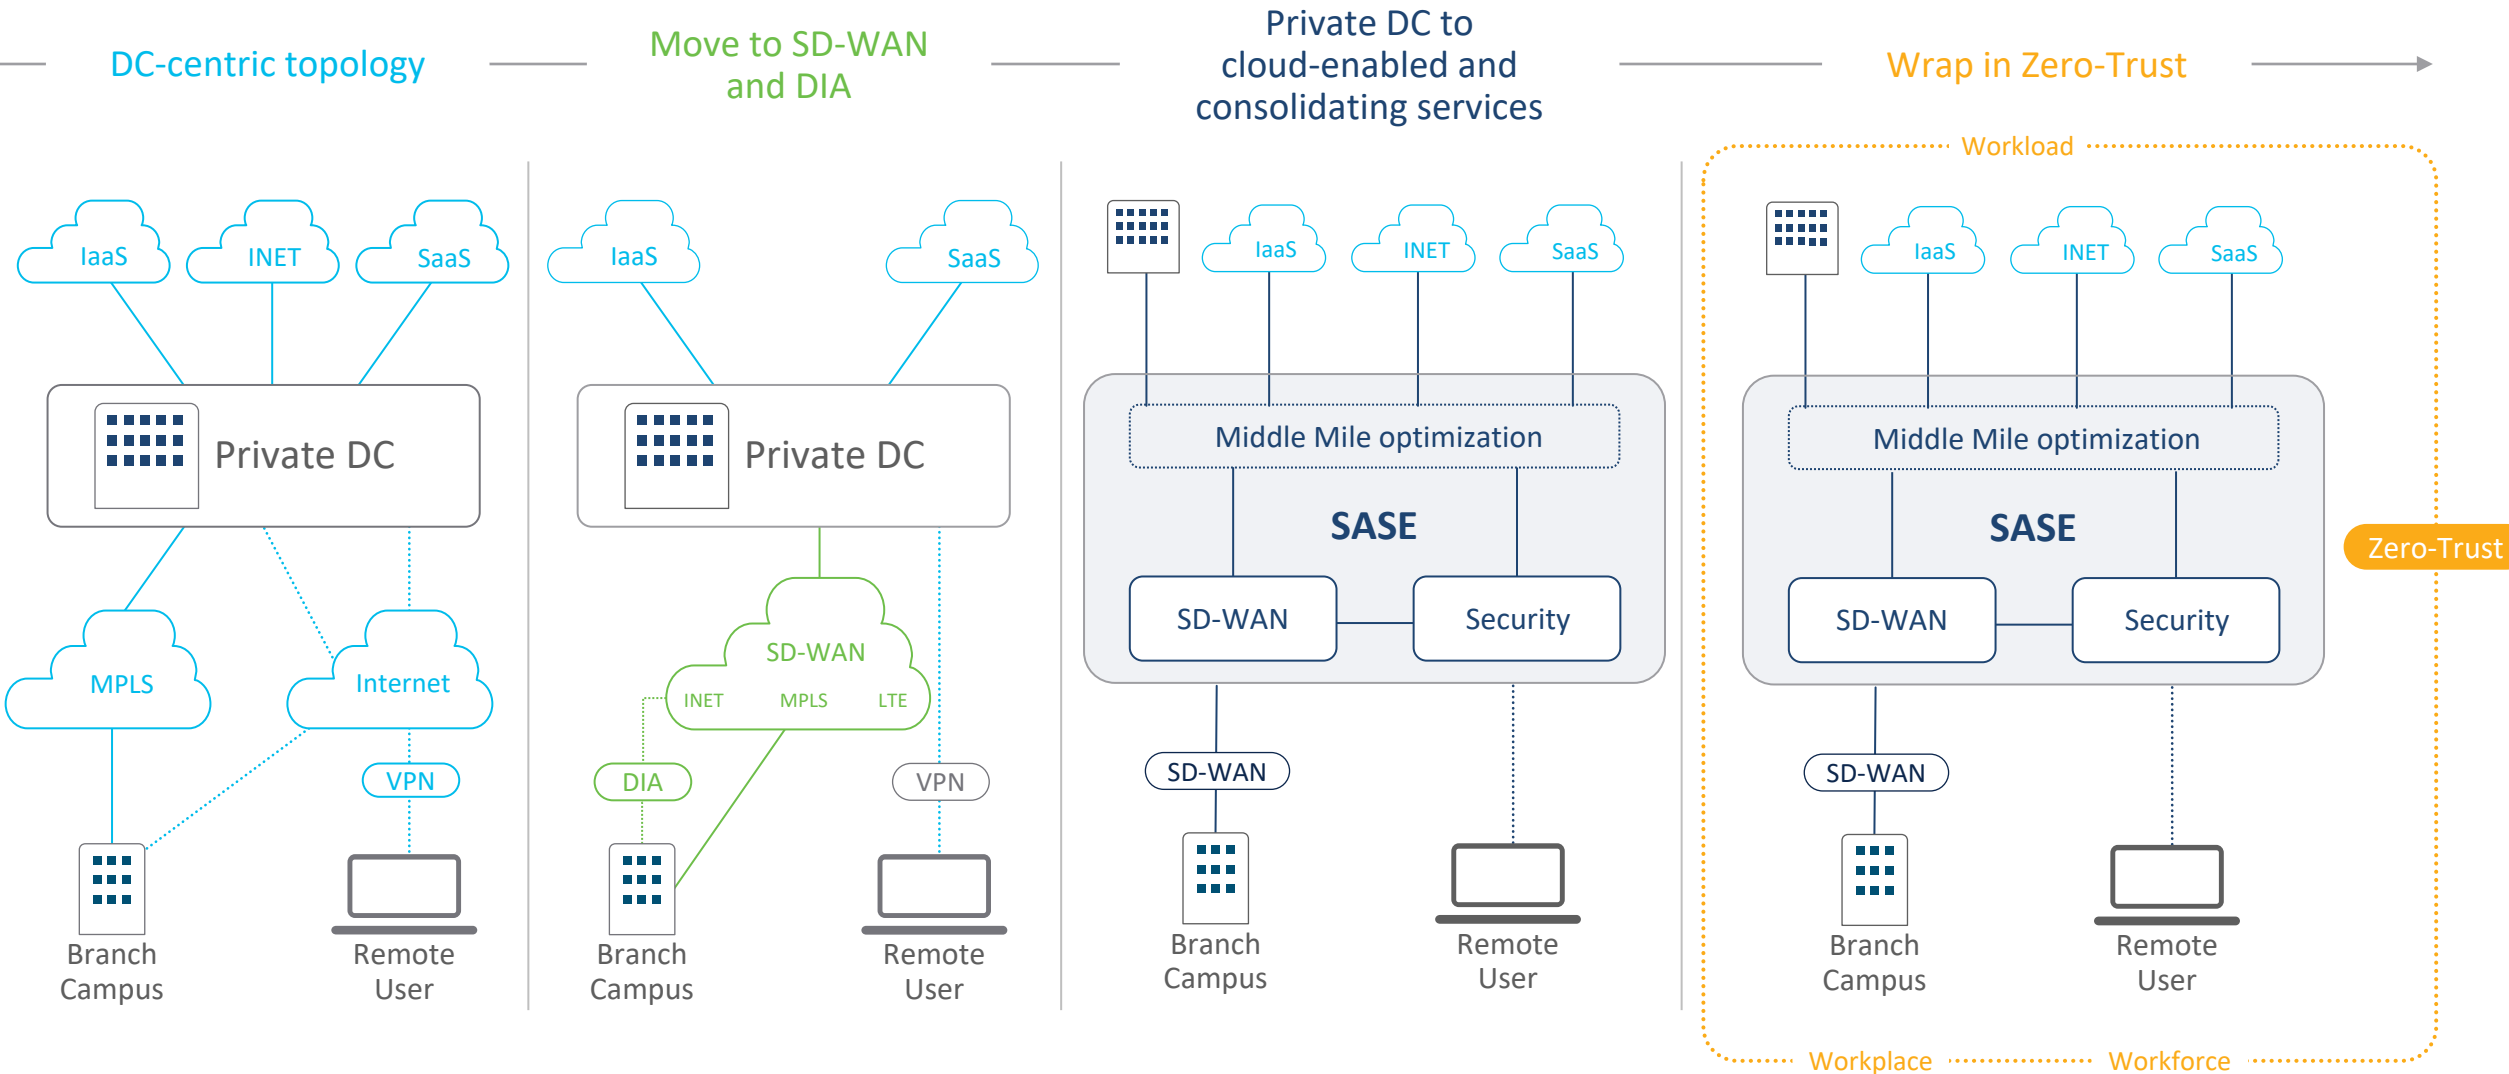 DC-centric topology
Move to SD-WAN
and DIA
Private DC to
cloud-enabled and
consolidating services
Wrap in Zero-Trust
IaaS
INET
SaaS
Private DC
MPLS
Internet
VPN
Branch
Campus
Remote
User
IaaS
SaaS
Private DC
SD-WAN
INET
MPLS
LTE
DIA
VPN
Branch
Campus
Remote
User
IaaS
INET
SaaS
Middle Mile optimization
SASE
SD-WAN
Security
SD-WAN
Branch
Campus
Remote
User
Workload
IaaS
INET
SaaS
Middle Mile optimization
SASE
Zero-Trust
SD-WAN
Security
SD-WAN
Branch
Campus
Remote
User
Workplace
Workforce